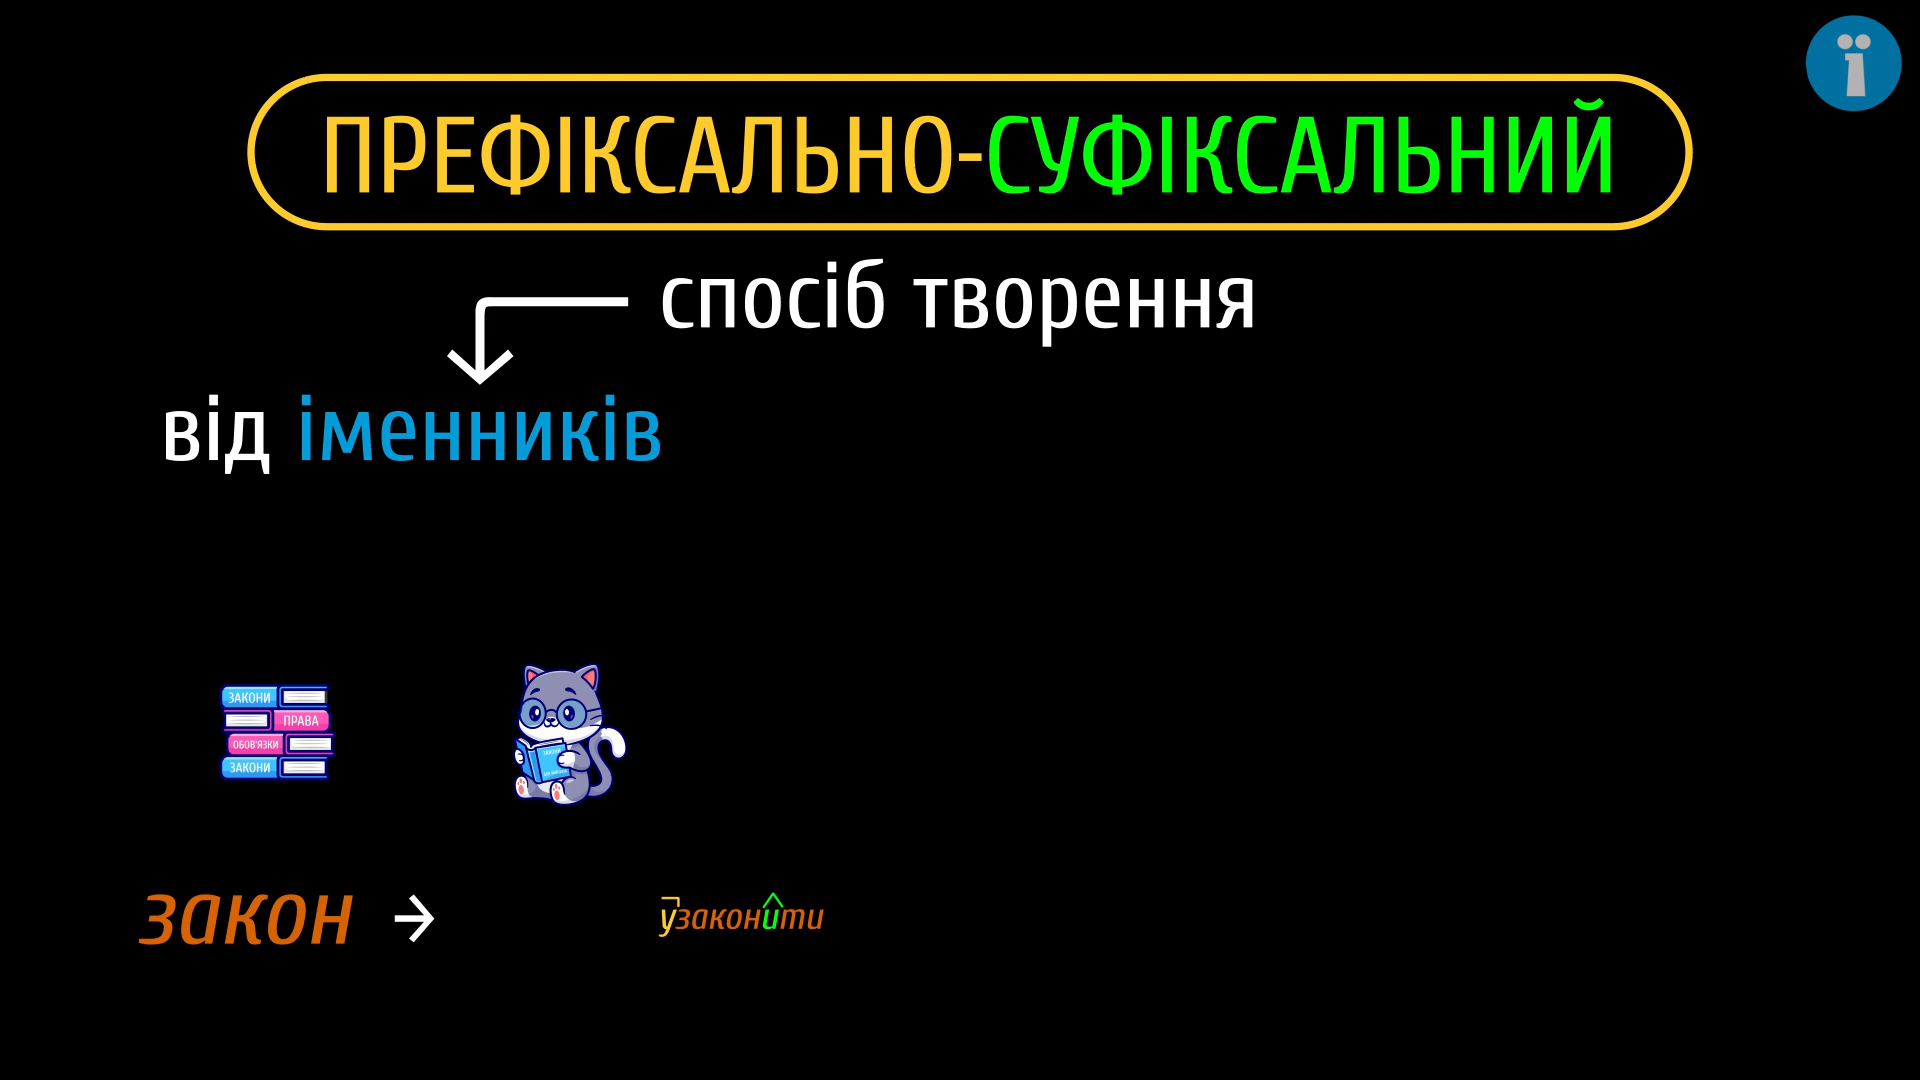 ї
ПРЕФІКСАЛЬНО-СУФІКСАЛЬНИЙ
спосіб творення
від іменників
ЗАКОНИ
ПРАВА
ОБОВ'ЯЗКИ
ЗАКОНИ
закон → узаконити